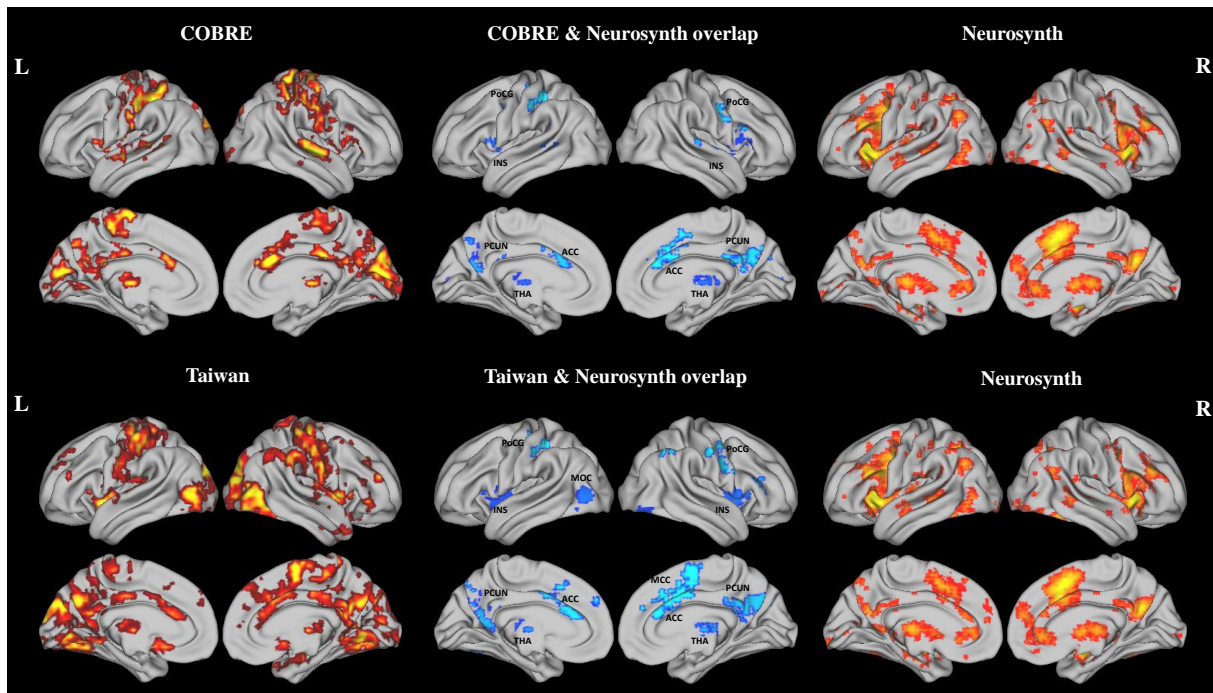 COBRE COBRE & Neurosynth overlap Neurosynth
L R
PoCG PoCG
INS INS
PCUN ACC PCUN
ACC
THA THA
Taiwan Taiwan & Neurosynth overlap Neurosynth
L R
PoCG PoCG
MOC
INS INS
MCC
PCUN ACC PCUN
ACC
THA THA